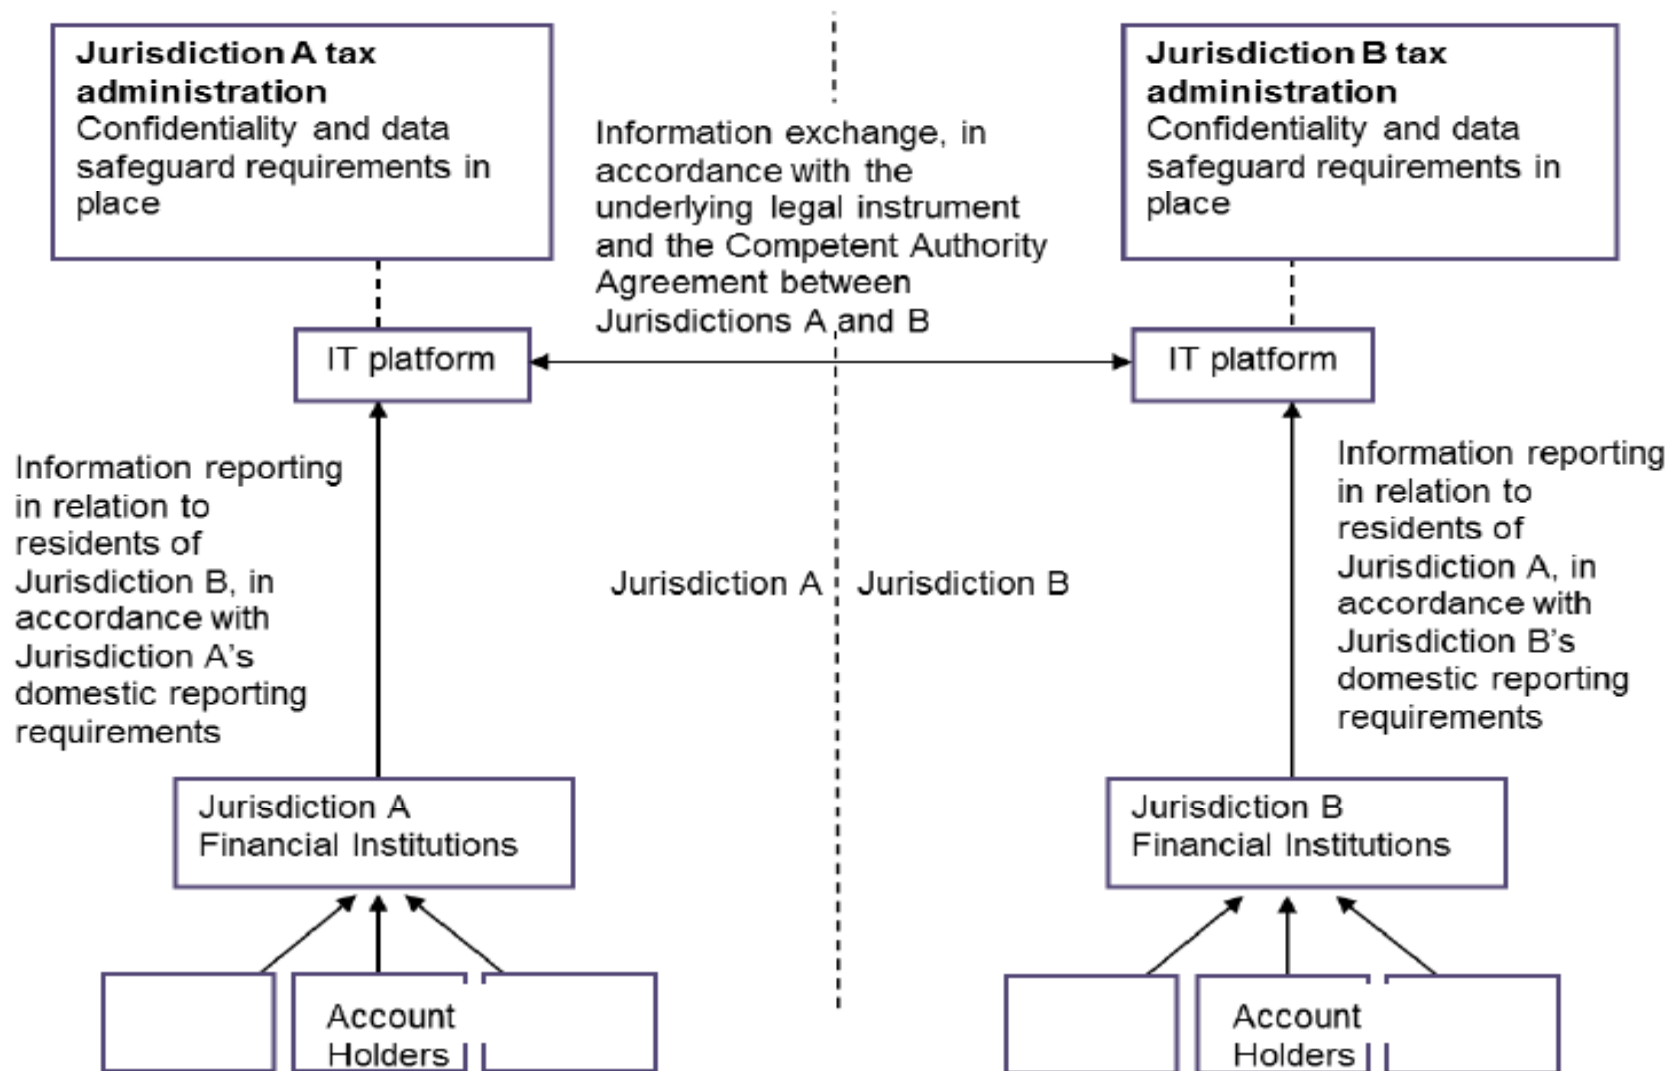 Jurisdiction A tax
administration
Confidentiality and data
safeguard requirements in
place
Information exchange, in
accordance with the
underlying legal instrument
and the Competent Authority
Agreement between
Jurisdictions A and B
Jurisdiction B tax
administration
Confidentiality and data
safeguard requirements in
place
IT platform
IT platform
Information reporting
in relation to
residents of
Jurisdiction B, in
accordance with
Jurisdiction A's
domestic reporting
requirements
Jurisdiction A
Jurisdiction B
Information reporting
in relation to
residents of
Jurisdiction A, in
accordance with
Jurisdiction B's
domestic reporting
requirements
Jurisdiction A
Financial Institutions
Jurisdiction B
Financial Institutions
Account
Holders
Account
Holders